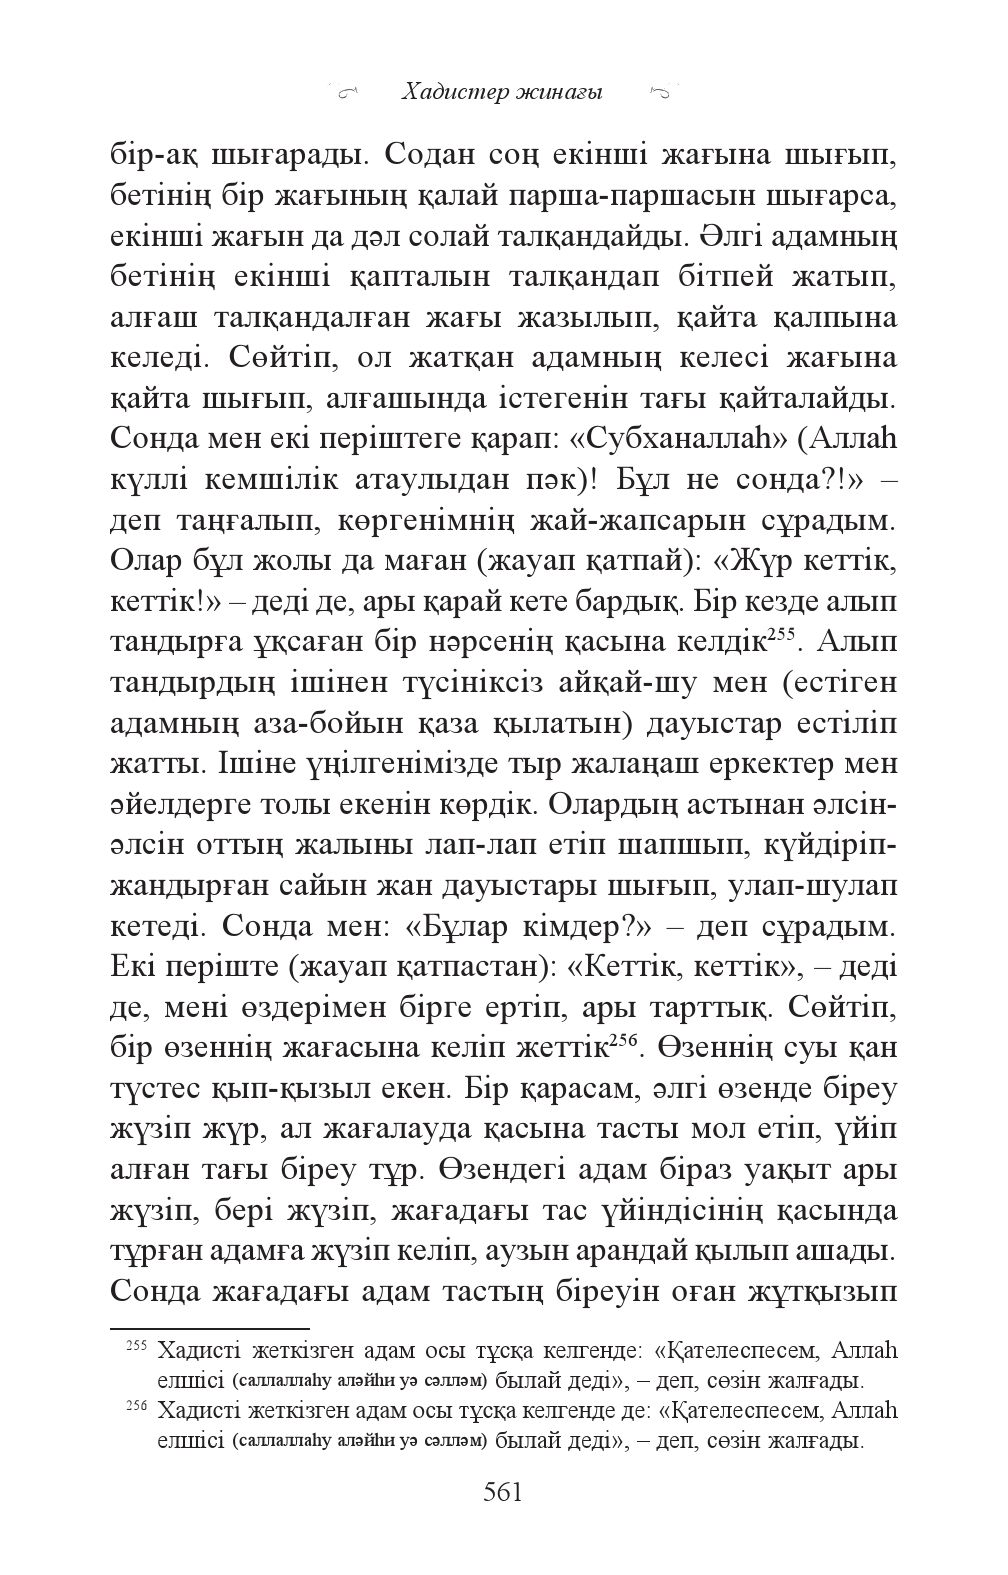 Хадистер жинағы
бір-ақ шығарады. Содан соң екінші жағына шығып,
бетінің бір жағының қалай парша-паршасын шығарса,
екінші жағын да дәл солай талқандайды. Әлгі адамның
бетінің екінші қапталын талқандап бітпей жатып,
алғаш талқандалған жағы жазылып, қайта қалпына
келеді. Сөйтіп, ол жатқан адамның келесі жағына
қайта шығып, алғашында істегенін тағы қайталайды.
Сонда мен екі періштеге қарап: «Субханаллаһ» (Аллаһ
күллі кемшілік атаулыдан пәк)! Бұл не сонда?!» –
деп таңғалып, көргенімнің жай-жапсарын сұрадым.
Олар бұл жолы да маған (жауап қатпай): «Жүр кеттік,
кеттік!» – деді де, ары қарай кете бардық. Бір кезде алып
тандырға ұқсаған бір нәрсенің қасына келдік²⁵⁵. Алып
тандырдың ішінен түсініксіз айқай-шу мен (естіген
адамның аза-бойын қаза қылатын) дауыстар естіліп
жатты. Ішіне үңілгенімізде тыр жалаңаш еркектер мен
әйелдерге толы екенін көрдік. Олардың астынан әлсін-
әлсін оттың жалыны лап-лап етіп шапшып, күйдіріп-
жандырған сайын жан дауыстары шығып, улап-шулап
кетеді. Сонда мен: «Бұлар кімдер?» – деп сұрадым.
Екі періште (жауап қатпастан): «Кеттік, кеттік», – деді
де, мені өздерімен бірге ертіп, ары тарттық. Сөйтіп,
бір өзеннің жағасына келіп жеттік²⁵⁶. Өзеннің суы қан
түстес қып-қызыл екен. Бір қарасам, әлгі өзенде біреу
жүзіп жүр, ал жағалауда қасына тасты мол етіп, үйіп
алған тағы біреу тұр. Өзендегі адам біраз уақыт ары
жүзіп, бері жүзіп, жағадағы тас үйіндісінің қасында
тұрған адамға жүзіп келіп, аузын арандай қылып ашады.
Сонда жағадағы адам тастың біреуін оған жұтқызып
²⁵⁵ Хадисті жеткізген адам осы тұсқа келгенде: «Қателеспесем, Аллаһ
елшісі (саллаллаһу аләйһи уә сәлләм) былай деді», – деп, сөзін жалғады.
²⁵⁶ Хадисті жеткізген адам осы тұсқа келгенде де: «Қателеспесем, Аллаһ
елшісі (саллаллаһу аләйһи уә сәлләм) былай деді», – деп, сөзін жалғады.
561